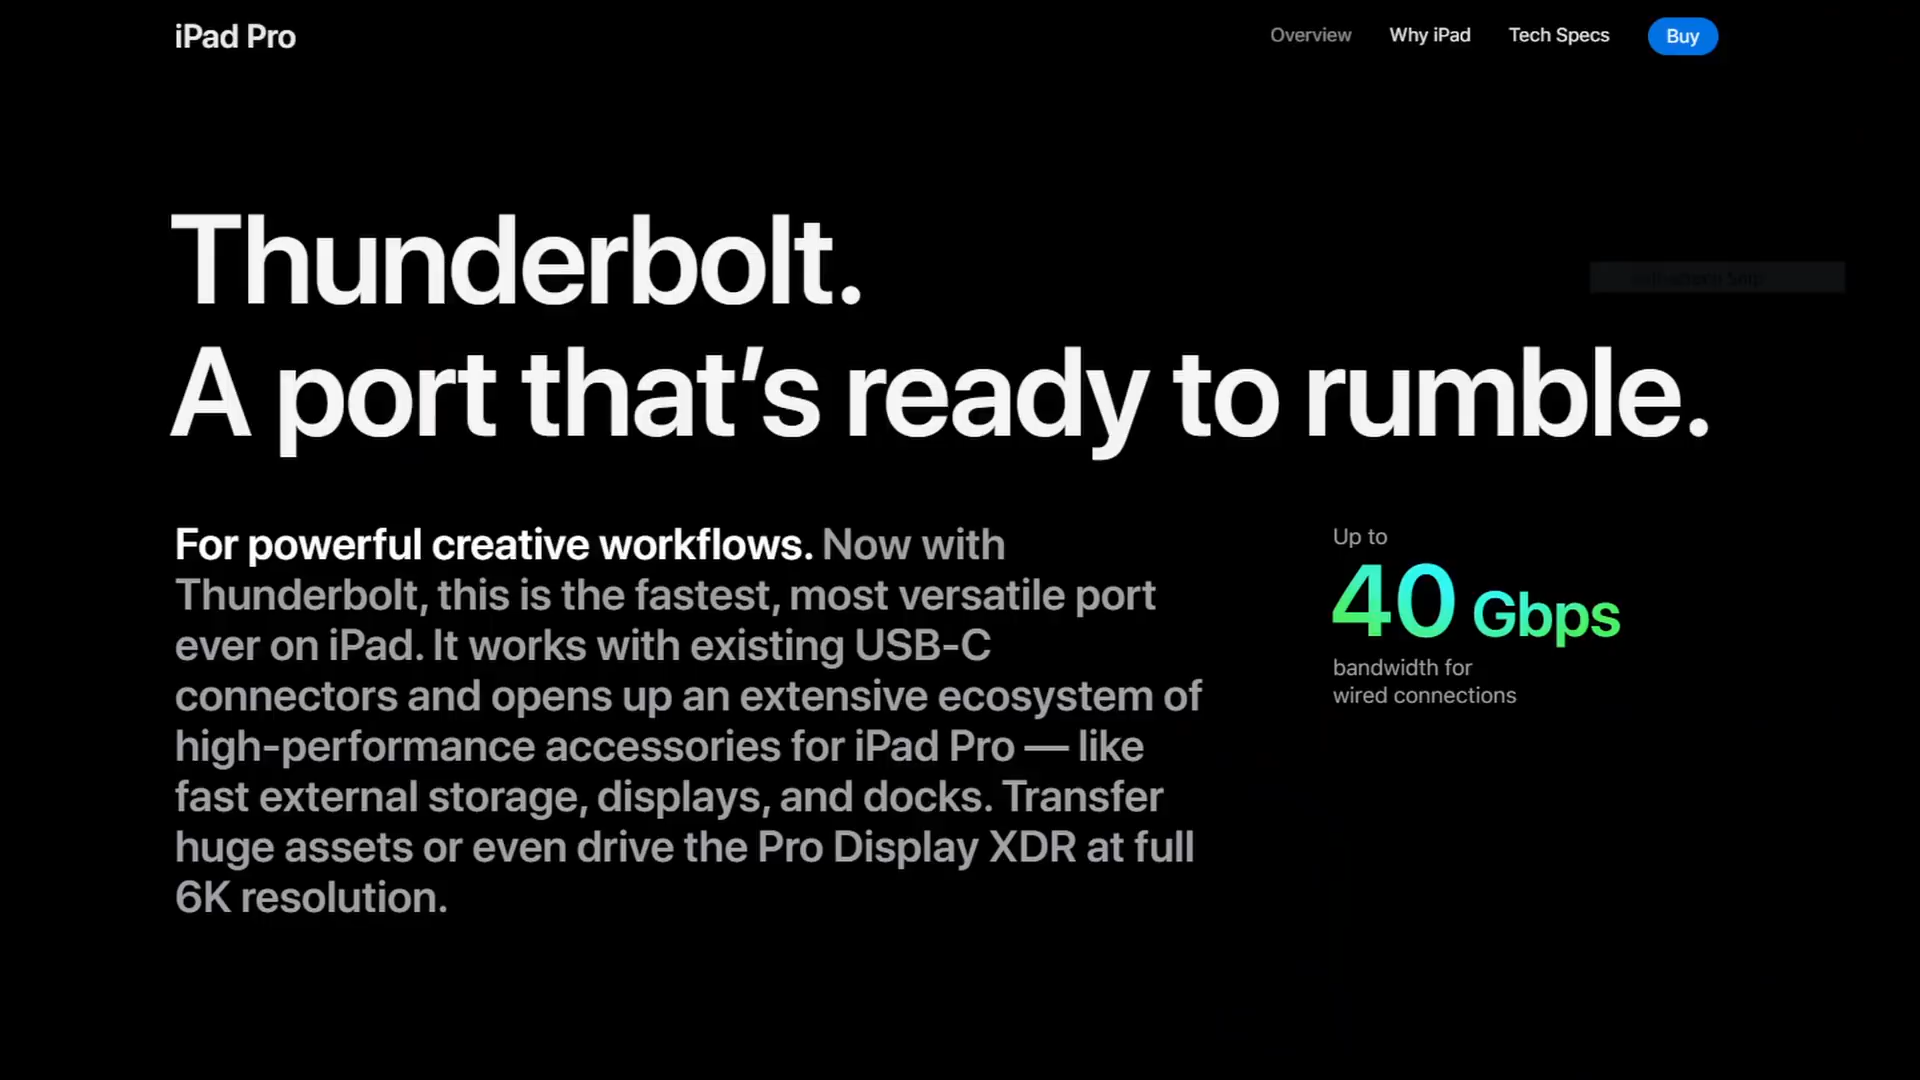 iPad Pro
Overview
Why iPad
Tech Specs
Buy
Thunderbolt.
A port that’s ready to rumble.
For powerful creative workflows. Now with
Thunderbolt, this is the fastest, most versatile port
ever on iPad. It works with existing USB-C
connectors and opens up an extensive ecosystem of
high-performance accessories for iPad Pro — like
fast external storage, displays, and docks. Transfer
huge assets or even drive the Pro Display XDR at full
6K resolution.
Up to
40 Gbps
bandwidth for
wired connections